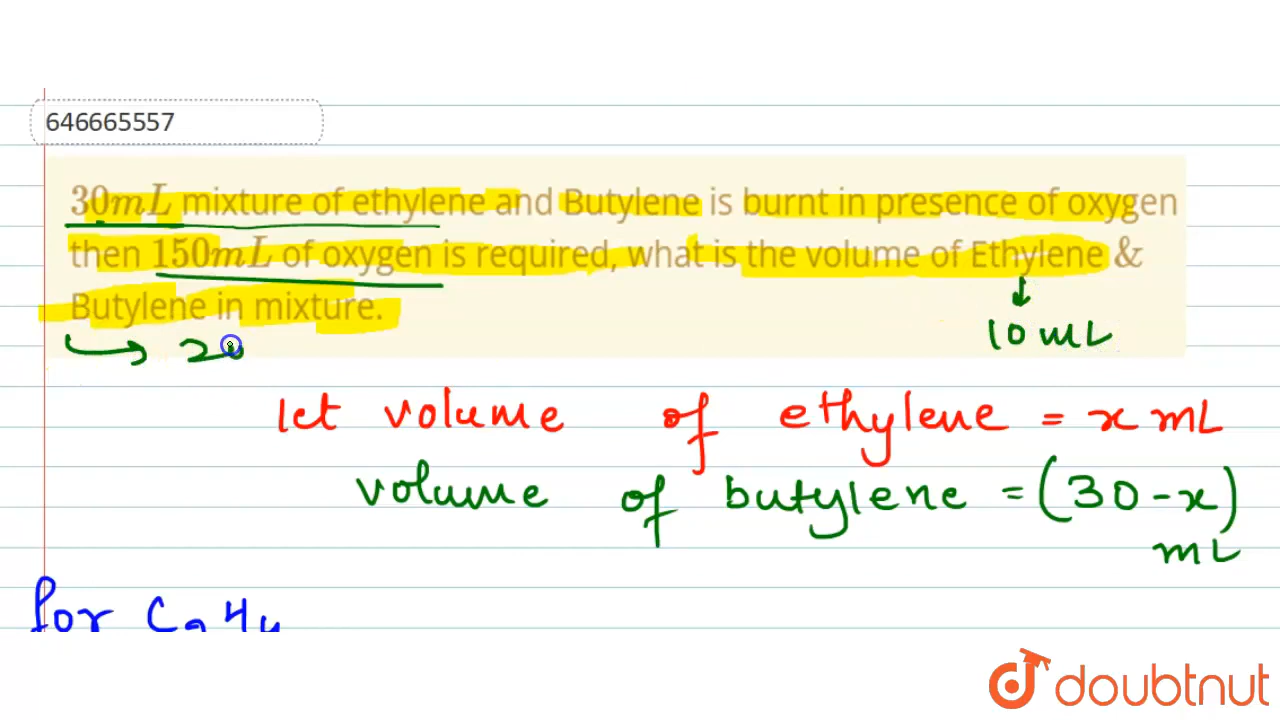 646665557
30mL mixture of ethylene and Butylene is burnt in presence of oxygen
then 150mL of oxygen is required, what is the volume of Ethylene &
Butylene in mixture.
10 mL
20
let volume of ethylene = x mL
volume of butylene = (30 - x)
mL
for C2H4
doubtnut